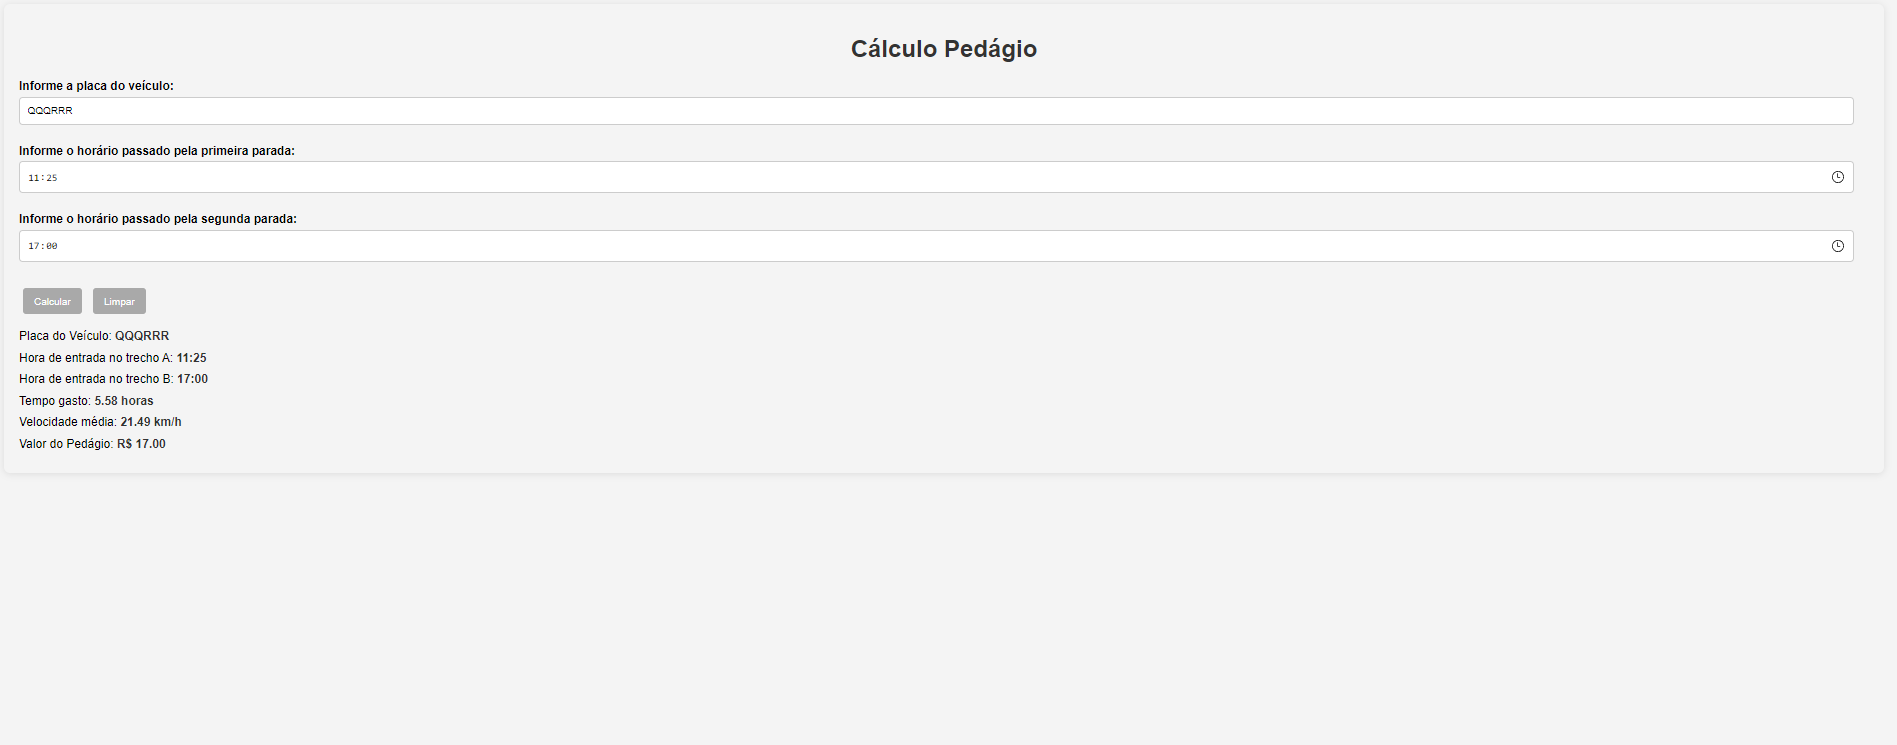 Cálculo Pedágio
Informe a placa do veículo:
QQQRRR
Informe o horário passado pela primeira parada:
11:25
Informe o horário passado pela segunda parada:
17:00
Calcular Limpar
Placa do Veículo: QQQRRR
Hora de entrada no trecho A: 11:25
Hora de entrada no trecho B: 17:00
Tempo gasto: 5.58 horas
Velocidade média: 21.49 km/h
Valor do Pedágio: R$ 17.00